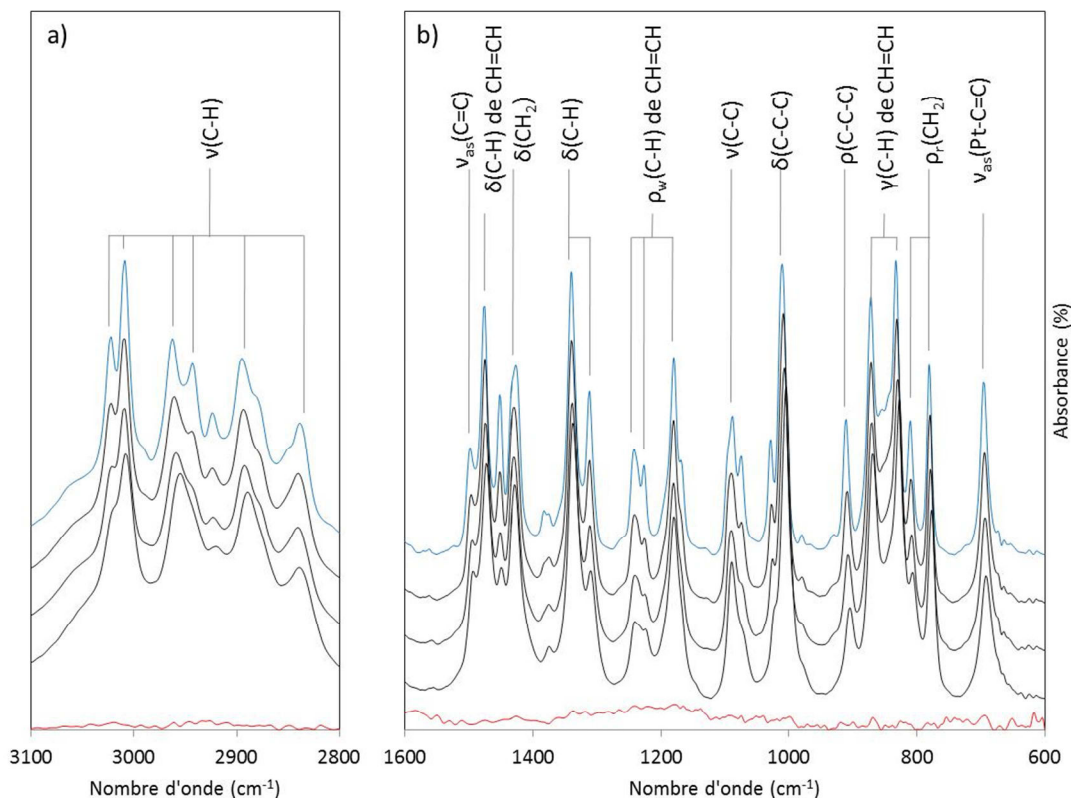 a)
ν(C-H)
3100
3000
2900
2800
Nombre d'onde (cm⁻¹)
b)
νas(C=C)
δ(C-H) de CH=CH
δ(CH₂)
δ(C-H)
ρw(C-H) de CH=CH
ν(C-C)
δ(C-C-C)
ρ(C-C-C)
γ(C-H) de CH=CH
ρr(CH₂)
νas(Pt-C=C)
1600
1400
1200
1000
800
600
Nombre d'onde (cm⁻¹)
Absorbance (%)